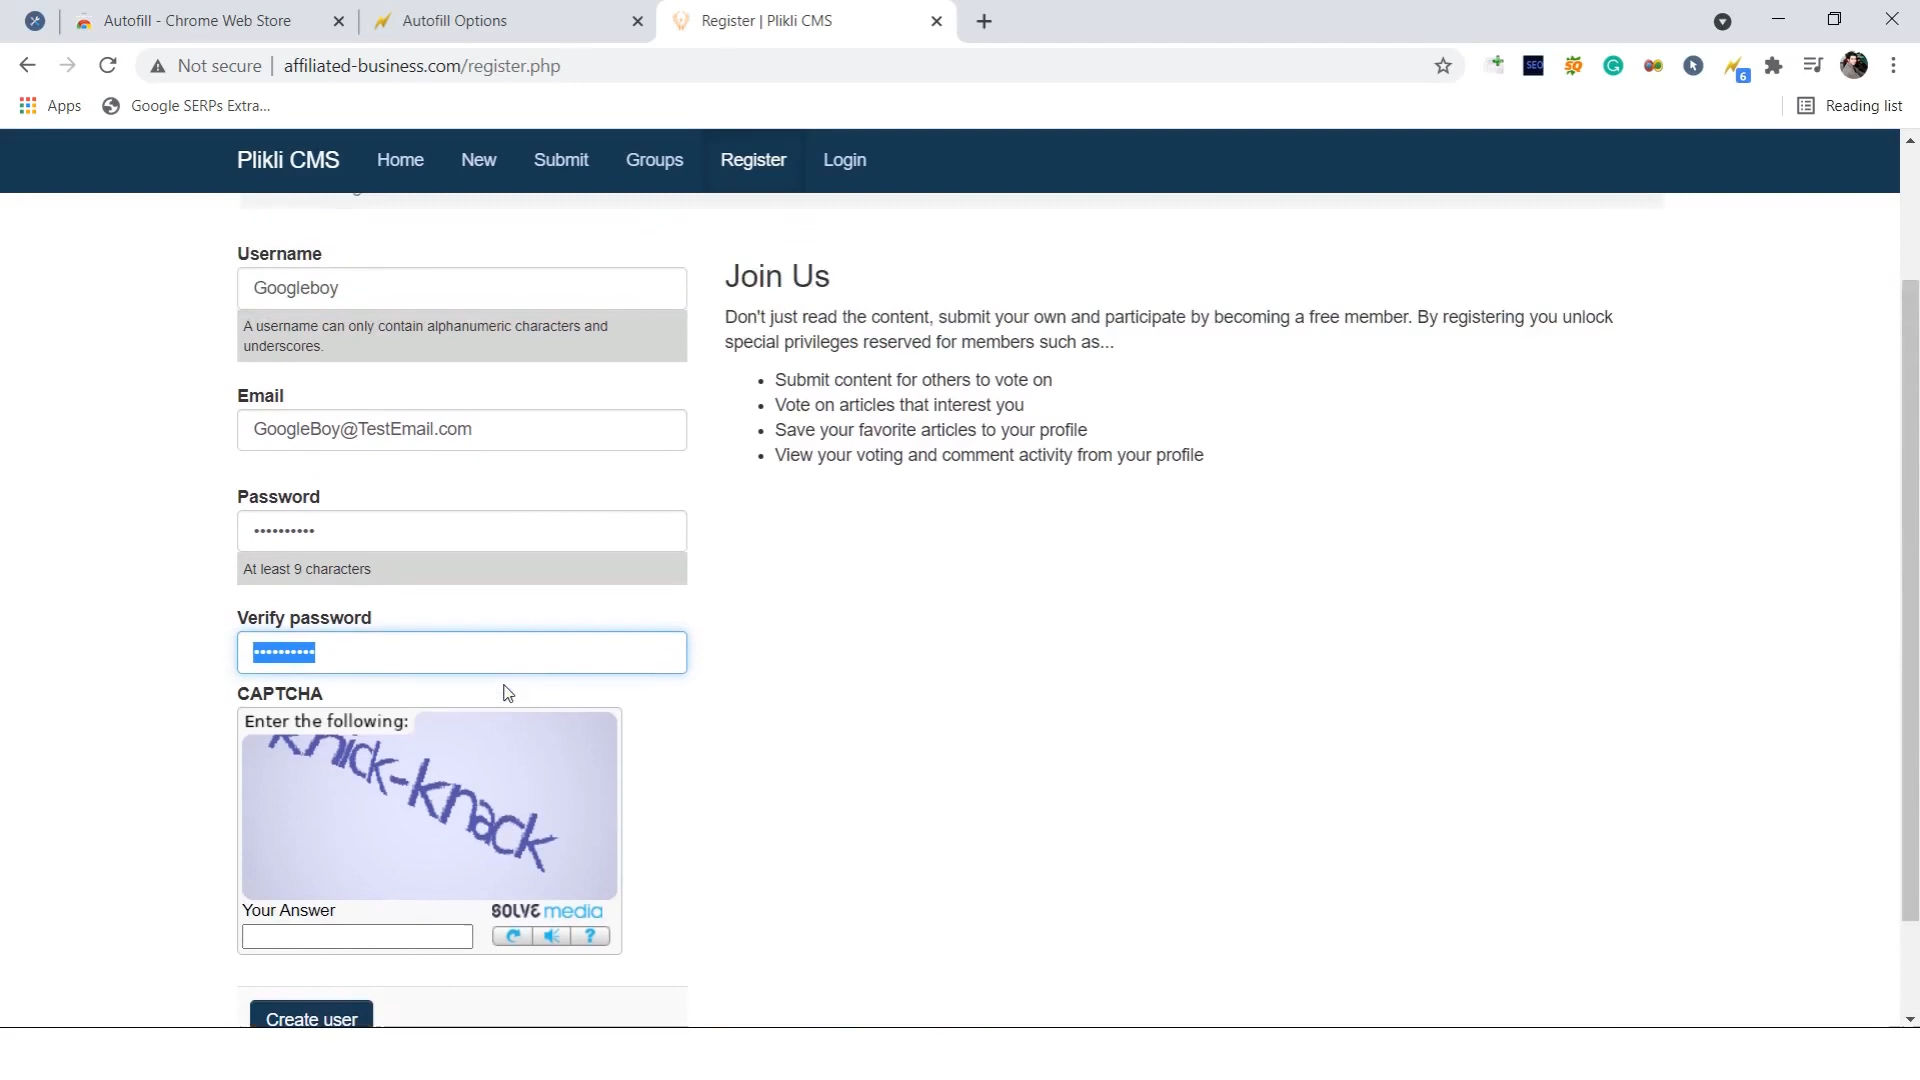 Autofill - Chrome Web Store
Autofill Options
Register | Plikli CMS
Not secure
affiliated-business.com/register.php
SEO
SQ
G
6
Apps
Google SERPs Extra...
Reading list
Plikli CMS
Home
New
Submit
Groups
Register
Login
Username
Googleboy
A username can only contain alphanumeric characters and
underscores.
Email
GoogleBoy@TestEmail.com
Password
••••••••••
At least 9 characters
Verify password
••••••••••
CAPTCHA
Enter the following:
knick-knack
Your Answer
SOLVE media
?
Create user
Join Us
Don't just read the content, submit your own and participate by becoming a free member. By registering you unlock
special privileges reserved for members such as...
• Submit content for others to vote on
• Vote on articles that interest you
• Save your favorite articles to your profile
• View your voting and comment activity from your profile